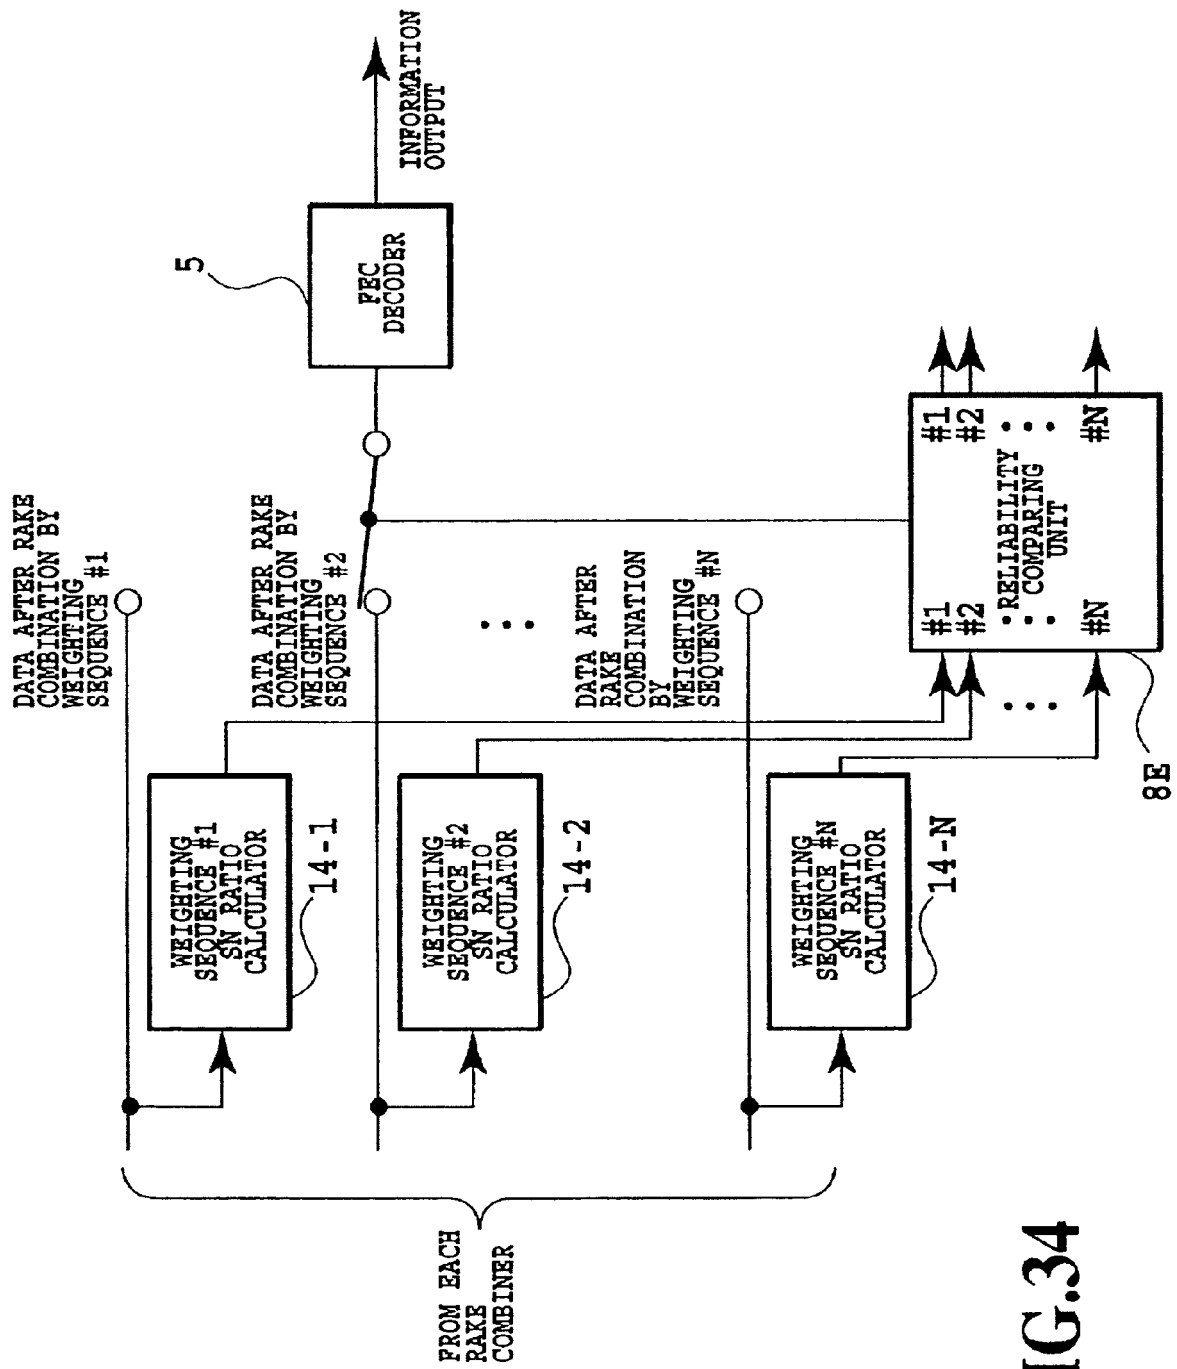 FROM EACH
RAKE
COMBINER
DATA AFTER RAKE
COMBINATION BY
WEIGHTING
SEQUENCE #1
WEIGHTING
SEQUENCE #1
SN RATIO
CALCULATOR
14-1
DATA AFTER RAKE
COMBINATION BY
WEIGHTING
SEQUENCE #2
WEIGHTING
SEQUENCE #2
SN RATIO
CALCULATOR
14-2
DATA AFTER
RAKE
COMBINATION
BY
WEIGHTING
SEQUENCE #N
WEIGHTING
SEQUENCE #N
SN RATIO
CALCULATOR
14-N
5
FEC
DECODER
INFORMATION
OUTPUT
#1
#2
#N
RELIABILITY
COMPARING
UNIT
#1
#2
#N
8E
IG.34